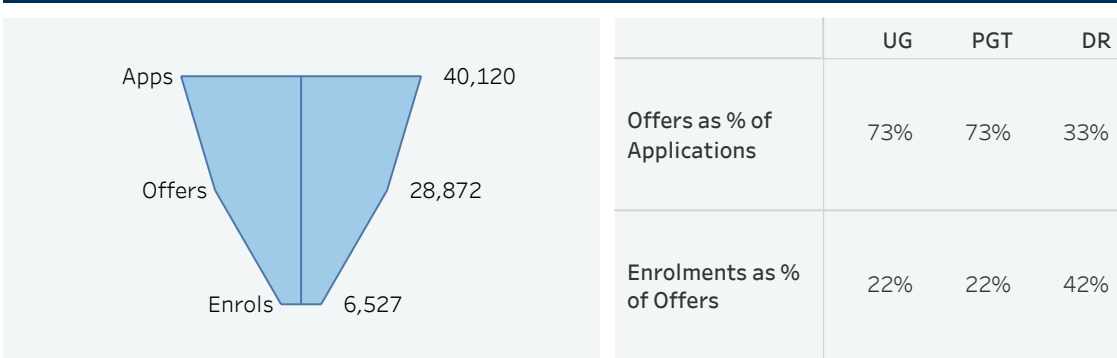 Apps 40,120
Offers 28,872
Enrols 6,527
UG PGT DR
Offers as % of
Applications
73% 73% 33%
Enrolments as %
of Offers
22% 22% 42%